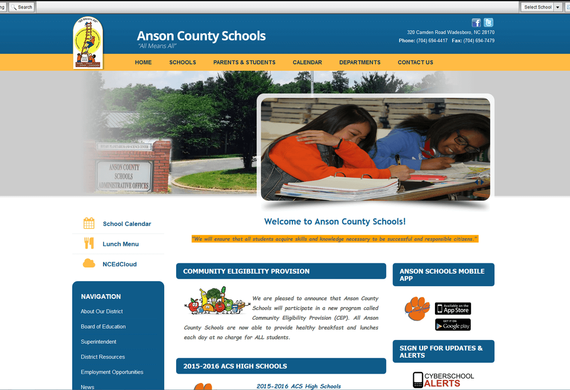 Search
Select School
Anson County Schools
"All Means All"
320 Camden Road Wadesboro, NC 28170
Phone: (704) 694-4417 Fax: (704) 694-7479
HOME SCHOOLS PARENTS & STUDENTS CALENDAR DEPARTMENTS CONTACT US
ANSON COUNTY
SCHOOLS
ADMINISTRATIVE OFFICES
School Calendar
Lunch Menu
NCEdCloud
Welcome to Anson County Schools!
"We will ensure that all students acquire skills and knowledge necessary to be successful and responsible citizens."
NAVIGATION
About Our District
Board of Education
Superintendent
District Resources
Employment Opportunities
News
COMMUNITY ELIGIBILITY PROVISION
We are pleased to announce that Anson County
Schools will participate in a new program called
Community Eligibility Provision (CEP). All Anson
County Schools are now able to provide healthy breakfast and lunches
each day at no charge for ALL students.
2015-2016 ACS HIGH SCHOOLS
2015-2016 ACS High Schools
ANSON SCHOOLS MOBILE
APP
Available on the
App Store
Google play
SIGN UP FOR UPDATES &
ALERTS
CYBERSCHOOL
ALERTS